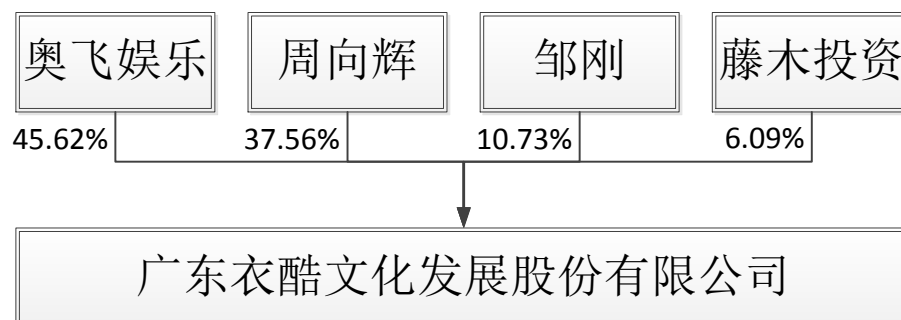 奥飞娱乐 周向辉 邹刚 藤木投资
45.62% 37.56% 10.73% 6.09%
广东衣酷文化发展股份有限公司